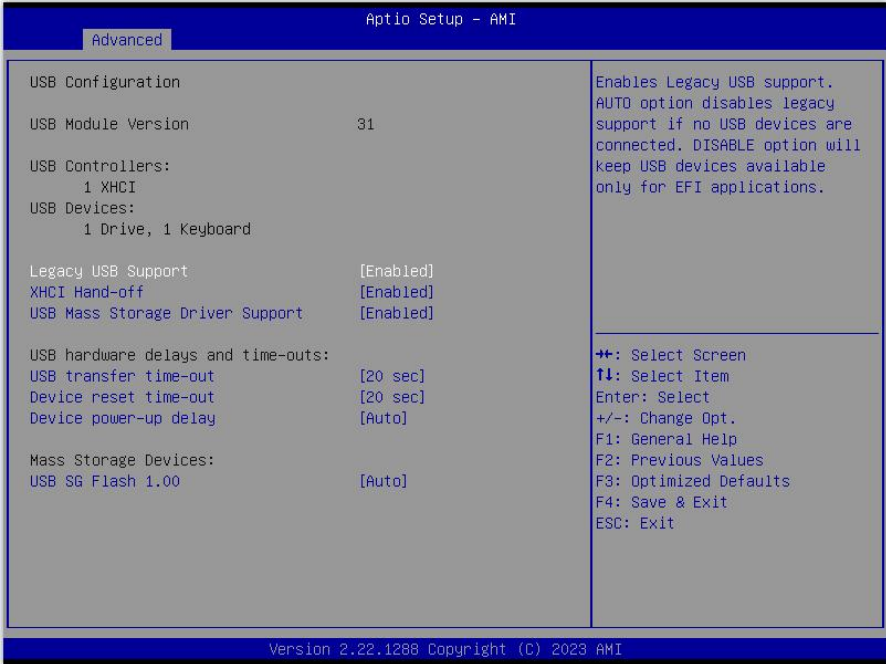 Aptio Setup - AMI
Advanced
USB Configuration
USB Module Version 31
USB Controllers:
1 XHCI
USB Devices:
1 Drive, 1 Keyboard
Legacy USB Support [Enabled]
XHCI Hand-off [Enabled]
USB Mass Storage Driver Support [Enabled]
USB hardware delays and time-outs:
USB transfer time-out [20 sec]
Device reset time-out [20 sec]
Device power-up delay [Auto]
Mass Storage Devices:
USB SG Flash 1.00 [Auto]
Enables Legacy USB support.
AUTO option disables legacy
support if no USB devices are
connected. DISABLE option will
keep USB devices available
only for EFI applications.
→←: Select Screen
↑↓: Select Item
Enter: Select
+/-: Change Opt.
F1: General Help
F2: Previous Values
F3: Optimized Defaults
F4: Save & Exit
ESC: Exit
Version 2.22.1288 Copyright (C) 2023 AMI